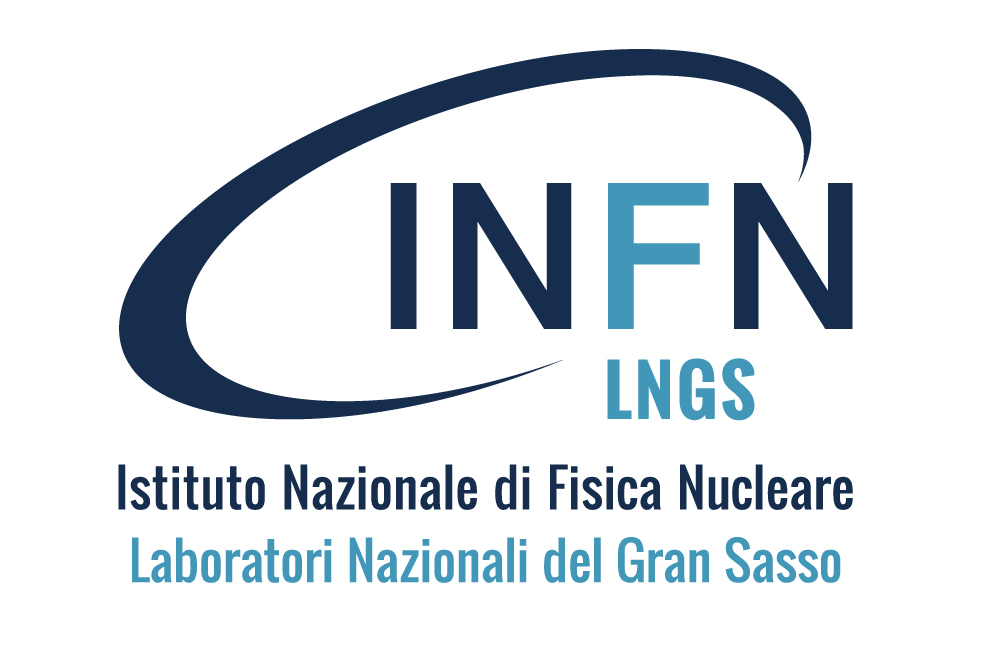 INFN
LNGS
Istituto Nazionale di Fisica Nucleare
Laboratori Nazionali del Gran Sasso